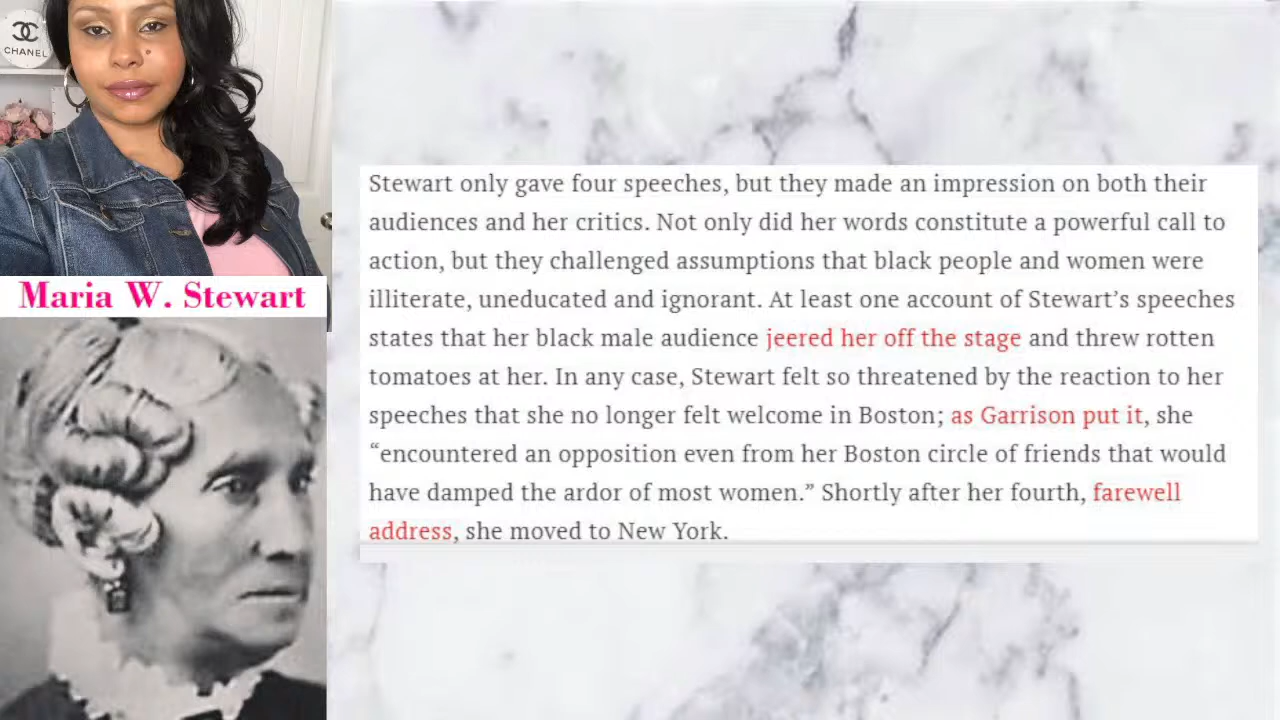 CHANEL
Maria W. Stewart
Stewart only gave four speeches, but they made an impression on both their
audiences and her critics. Not only did her words constitute a powerful call to
action, but they challenged assumptions that black people and women were
illiterate, uneducated and ignorant. At least one account of Stewart’s speeches
states that her black male audience jeered her off the stage and threw rotten
tomatoes at her. In any case, Stewart felt so threatened by the reaction to her
speeches that she no longer felt welcome in Boston; as Garrison put it, she
“encountered an opposition even from her Boston circle of friends that would
have damped the ardor of most women.” Shortly after her fourth, farewell
address, she moved to New York.